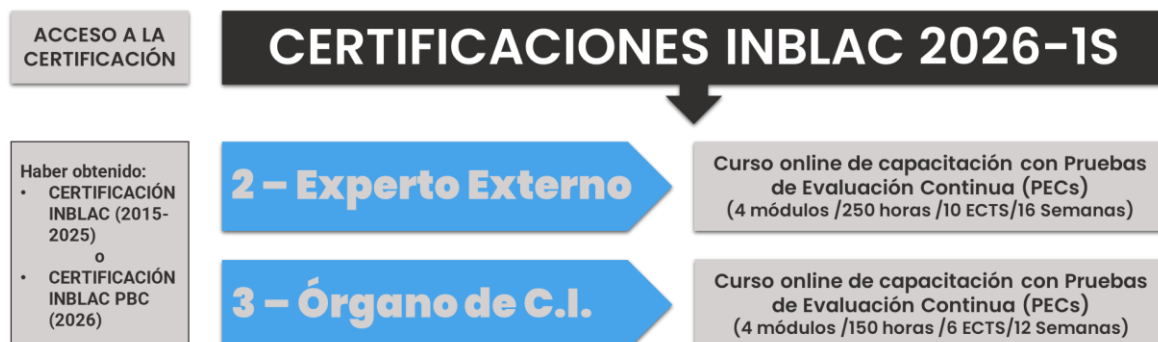 ACCESO A LA
CERTIFICACIÓN
CERTIFICACIONES INBLAC 2026-1S
Haber obtenido:
• CERTIFICACIÓN
INBLAC (2015-
2025)
o
• CERTIFICACIÓN
INBLAC PBC
(2026)
2 – Experto Externo
Curso online de capacitación con Pruebas
de Evaluación Continua (PECs)
(4 módulos /250 horas /10 ECTS/16 Semanas)
3 – Órgano de C.I.
Curso online de capacitación con Pruebas
de Evaluación Continua (PECs)
(4 módulos /150 horas /6 ECTS/12 Semanas)